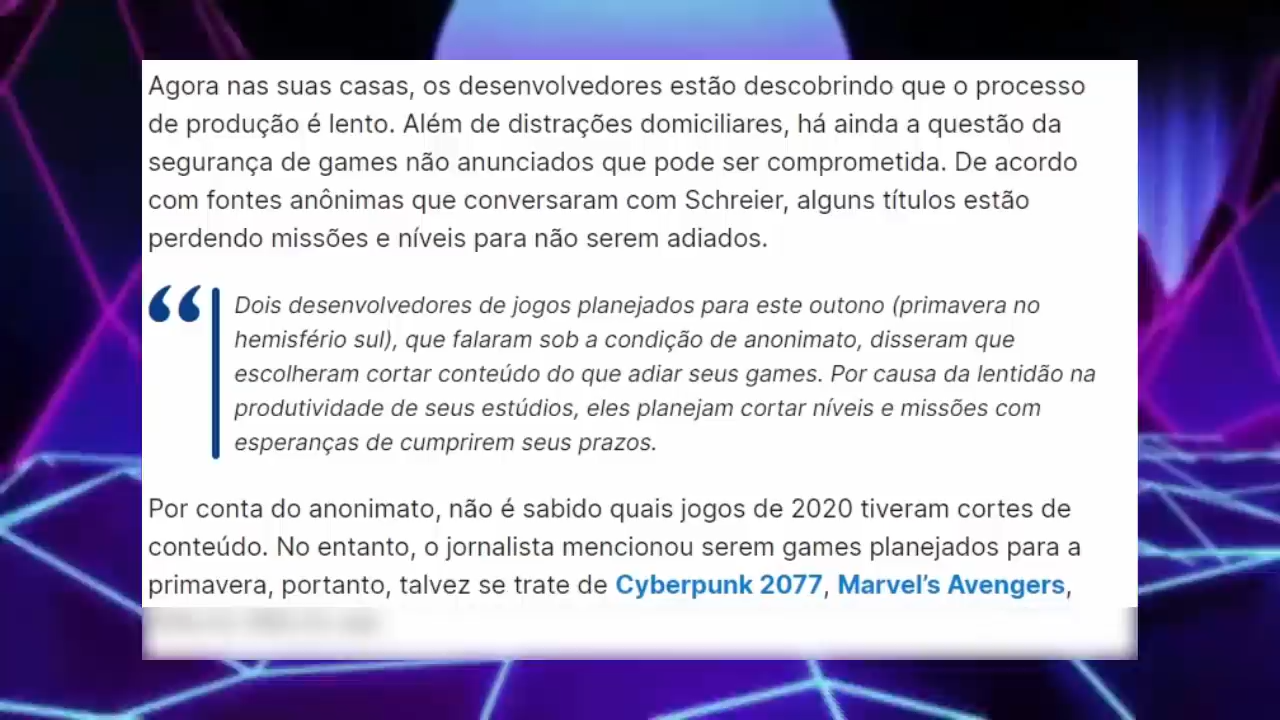 Agora nas suas casas, os desenvolvedores estão descobrindo que o processo
de produção é lento. Além de distrações domiciliares, há ainda a questão da
segurança de games não anunciados que pode ser comprometida. De acordo
com fontes anônimas que conversaram com Schreier, alguns títulos estão
perdendo missões e níveis para não serem adiados.
“
Dois desenvolvedores de jogos planejados para este outono (primavera no
hemisfério sul), que falaram sob a condição de anonimato, disseram que
escolheram cortar conteúdo do que adiar seus games. Por causa da lentidão na
produtividade de seus estúdios, eles planejam cortar níveis e missões com
esperanças de cumprirem seus prazos.
Por conta do anonimato, não é sabido quais jogos de 2020 tiveram cortes de
conteúdo. No entanto, o jornalista mencionou serem games planejados para a
primavera, portanto, talvez se trate de Cyberpunk 2077, Marvel’s Avengers,